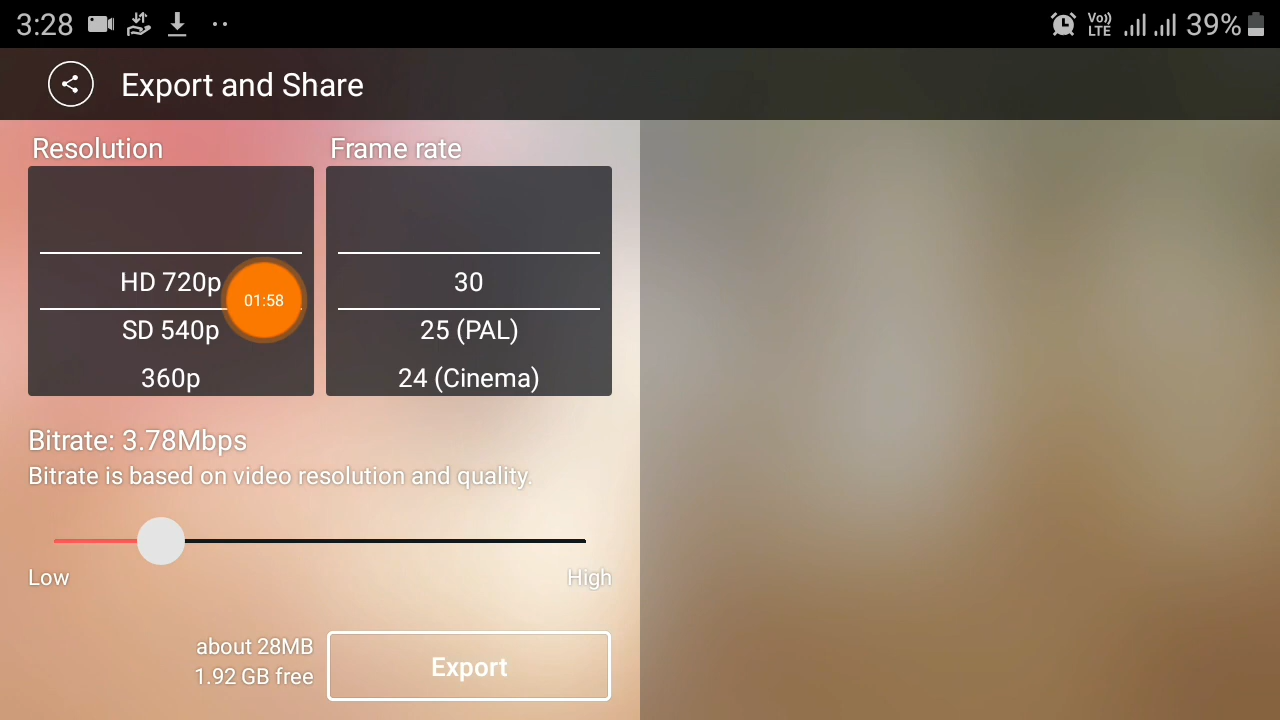 3:28
Vo)) LTE
39%
Export and Share
Resolution
Frame rate
HD 720p
SD 540p
360p
01:58
30
25 (PAL)
24 (Cinema)
Bitrate: 3.78Mbps
Bitrate is based on video resolution and quality.
Low
High
about 28MB
1.92 GB free
Export